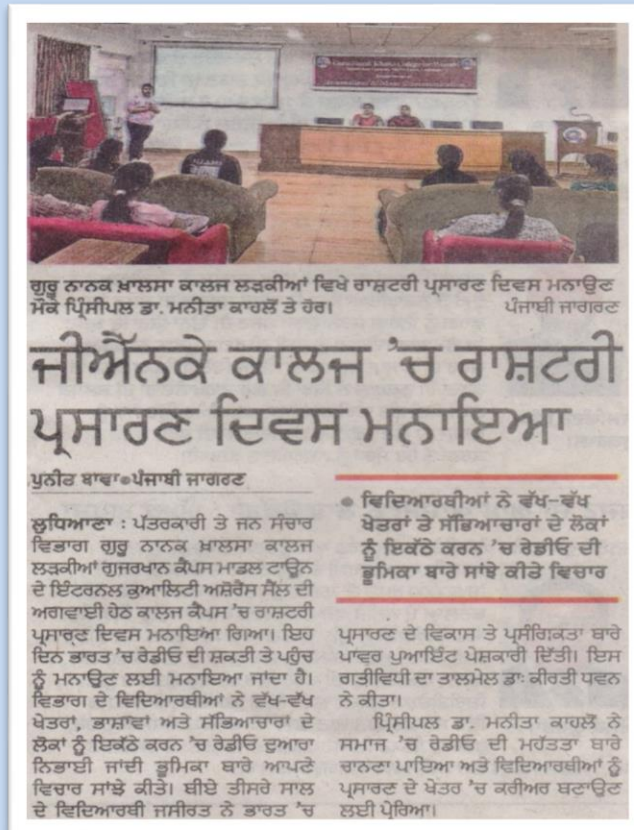 ਗੁਰੂ ਨਾਨਕ ਖ਼ਾਲਸਾ ਕਾਲਜ ਲੜਕੀਆਂ ਵਿਖੇ ਰਾਸ਼ਟਰੀ ਪ੍ਰਸਾਰਣ ਦਿਵਸ ਮਨਾਉਣ
ਮੌਕੇ ਪ੍ਰਿੰਸੀਪਲ ਡਾ. ਮਨੀਤਾ ਕਾਹਲੋਂ ਤੇ ਹੋਰ। ਪੰਜਾਬੀ ਜਾਗਰਣ
ਜੀਐੱਨਕੇ ਕਾਲਜ 'ਚ ਰਾਸ਼ਟਰੀ
ਪ੍ਰਸਾਰਣ ਦਿਵਸ ਮਨਾਇਆ
ਪੁਨੀਤ ਬਾਵਾ•ਪੰਜਾਬੀ ਜਾਗਰਣ
ਲੁਧਿਆਣਾ : ਪੱਤਰਕਾਰੀ ਤੇ ਜਨ ਸੰਚਾਰ
ਵਿਭਾਗ ਗੁਰੂ ਨਾਨਕ ਖ਼ਾਲਸਾ ਕਾਲਜ
ਲੜਕੀਆਂ ਗੁਜਰਖਾਨ ਕੈਂਪਸ ਮਾਡਲ ਟਾਊਨ
ਦੇ ਇੰਟਰਨਲ ਕੁਆਲਿਟੀ ਅਸ਼ੋਰੈਂਸ ਸੈੱਲ ਦੀ
ਅਗਵਾਈ ਹੇਠ ਕਾਲਜ ਕੈਂਪਸ 'ਚ ਰਾਸ਼ਟਰੀ
ਪ੍ਰਸਾਰਣ ਦਿਵਸ ਮਨਾਇਆ ਗਿਆ। ਇਹ
ਦਿਨ ਭਾਰਤ 'ਚ ਰੇਡੀਓ ਦੀ ਸ਼ਕਤੀ ਤੇ ਪਹੁੰਚ
ਨੂੰ ਮਨਾਉਣ ਲਈ ਮਨਾਇਆ ਜਾਂਦਾ ਹੈ।
ਵਿਭਾਗ ਦੇ ਵਿਦਿਆਰਥੀਆਂ ਨੇ ਵੱਖ-ਵੱਖ
ਖੇਤਰਾਂ, ਭਾਸ਼ਾਵਾਂ ਅਤੇ ਸੱਭਿਆਚਾਰਾਂ ਦੇ
ਲੋਕਾਂ ਨੂੰ ਇਕੱਠੇ ਕਰਨ 'ਚ ਰੇਡੀਓ ਦੁਆਰਾ
ਨਿਭਾਈ ਜਾਂਦੀ ਭੂਮਿਕਾ ਬਾਰੇ ਆਪਣੇ
ਵਿਚਾਰ ਸਾਂਝੇ ਕੀਤੇ। ਬੀਏ ਤੀਸਰੇ ਸਾਲ
ਦੇ ਵਿਦਿਆਰਥੀ ਜਸੀਰਤ ਨੇ ਭਾਰਤ 'ਚ
• ਵਿਦਿਆਰਥੀਆਂ ਨੇ ਵੱਖ-ਵੱਖ
ਖੇਤਰਾਂ ਤੇ ਸੱਭਿਆਚਾਰਾਂ ਦੇ ਲੋਕਾਂ
ਨੂੰ ਇਕੱਠੇ ਕਰਨ 'ਚ ਰੇਡੀਓ ਦੀ
ਭੂਮਿਕਾ ਬਾਰੇ ਸਾਂਝੇ ਕੀਤੇ ਵਿਚਾਰ
ਪ੍ਰਸਾਰਣ ਦੇ ਵਿਕਾਸ ਤੇ ਪ੍ਰਸੰਗਿਕਤਾ ਬਾਰੇ
ਪਾਵਰ ਪੁਆਇੰਟ ਪੇਸ਼ਕਾਰੀ ਦਿੱਤੀ। ਇਸ
ਗਤੀਵਿਧੀ ਦਾ ਤਾਲਮੇਲ ਡਾਃ ਕੀਰਤੀ ਧਵਨ
ਨੇ ਕੀਤਾ।
ਪ੍ਰਿੰਸੀਪਲ ਡਾ. ਮਨੀਤਾ ਕਾਹਲੋਂ ਨੇ
ਸਮਾਜ 'ਚ ਰੇਡੀਓ ਦੀ ਮਹੱਤਤਾ ਬਾਰੇ
ਚਾਨਣਾ ਪਾਇਆ ਅਤੇ ਵਿਦਿਆਰਥੀਆਂ ਨੂੰ
ਪ੍ਰਸਾਰਣ ਦੇ ਖੇਤਰ 'ਚ ਕਰੀਅਰ ਬਣਾਉਣ
ਲਈ ਪ੍ਰੇਰਿਆ।